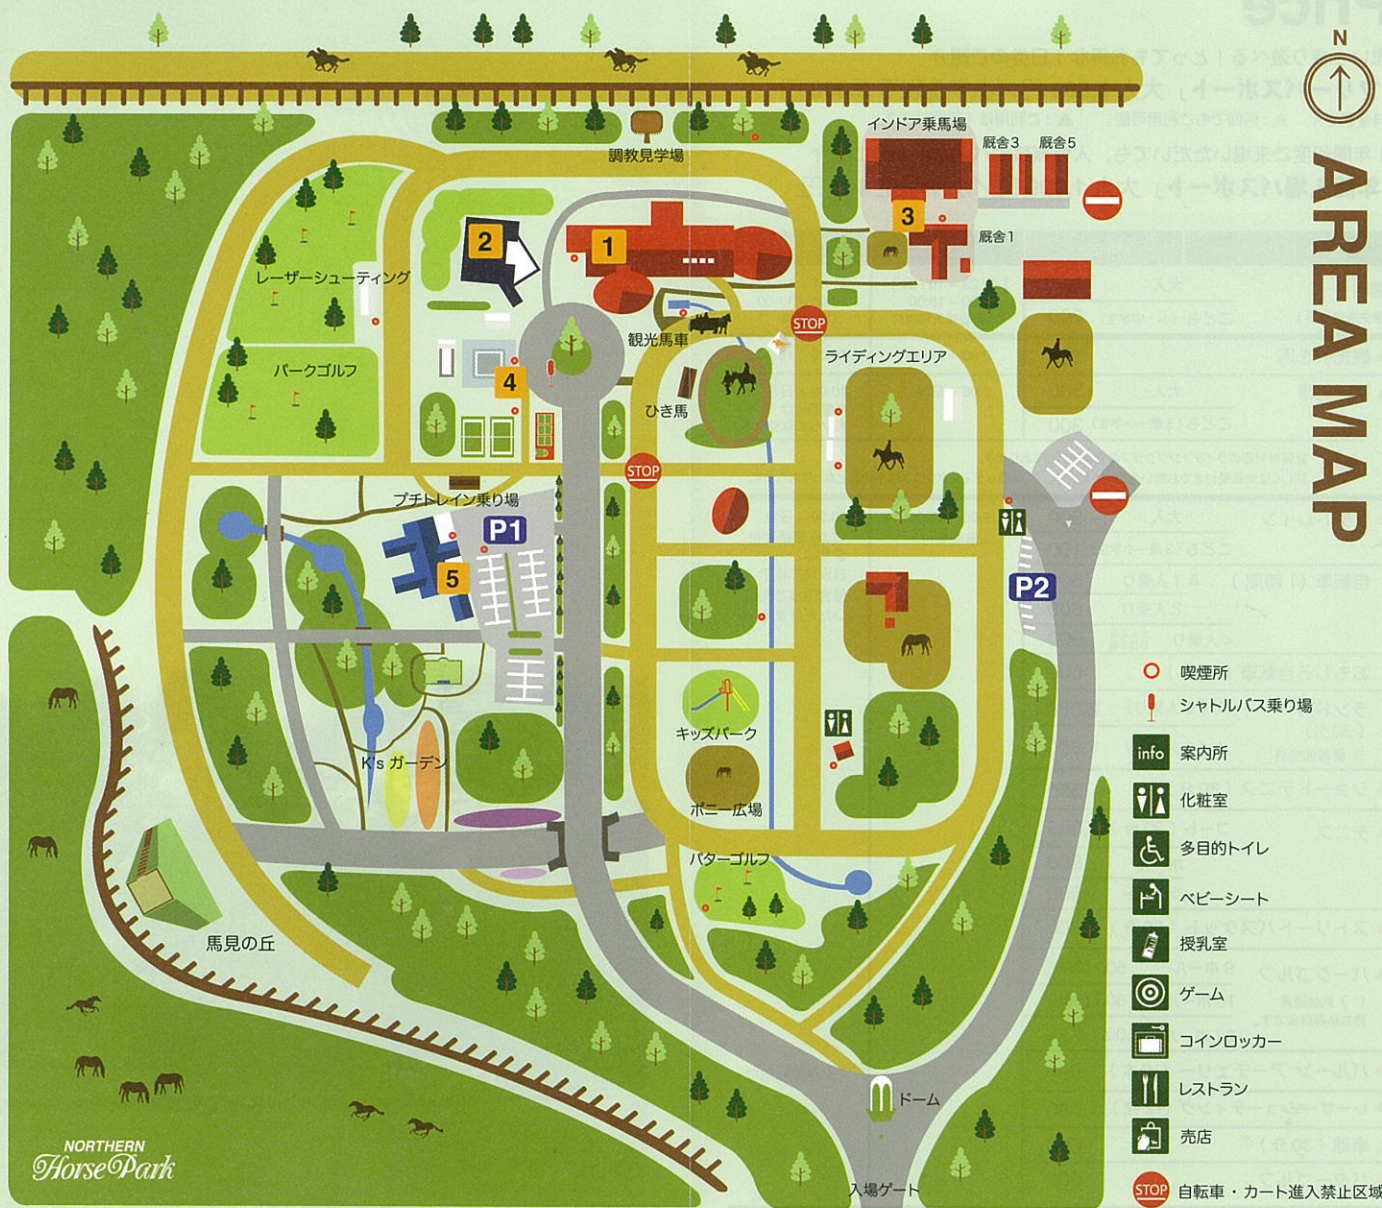 N
AREA MAP
調教見学場
インドア乗馬場
厩舎3
厩舎5
3
厩舎1
2
1
レーザーシューティング
観光馬車
STOP
ライディングエリア
パークゴルフ
4
ひき馬
STOP
プチトレイン乗り場
P1
5
P2
喫煙所
シャトルバス乗り場
info 案内所
化粧室
多目的トイレ
ベビーシート
授乳室
ゲーム
コインロッカー
レストラン
売店
STOP 自転車・カート進入禁止区域
キッズパーク
K's ガーデン
ポニー広場
パターゴルフ
馬見の丘
ドーム
入場ゲート
NORTHERN
Horse Park